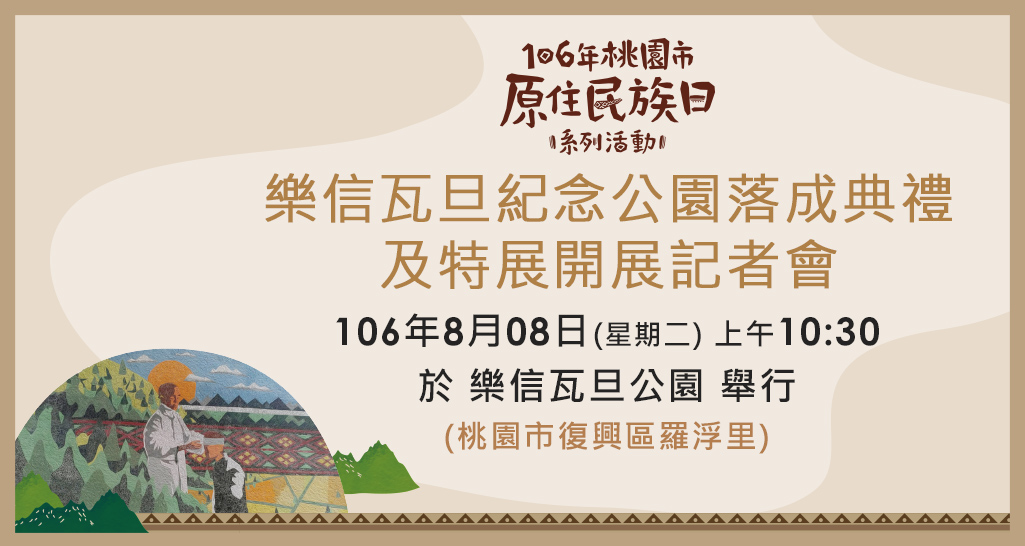 106年桃園市
原住民族日
系列活動
樂信瓦旦紀念公園落成典禮
及特展開展記者會
106年8月08日(星期二) 上午10:30
於 樂信瓦旦公園 舉行
(桃園市復興區羅浮里)